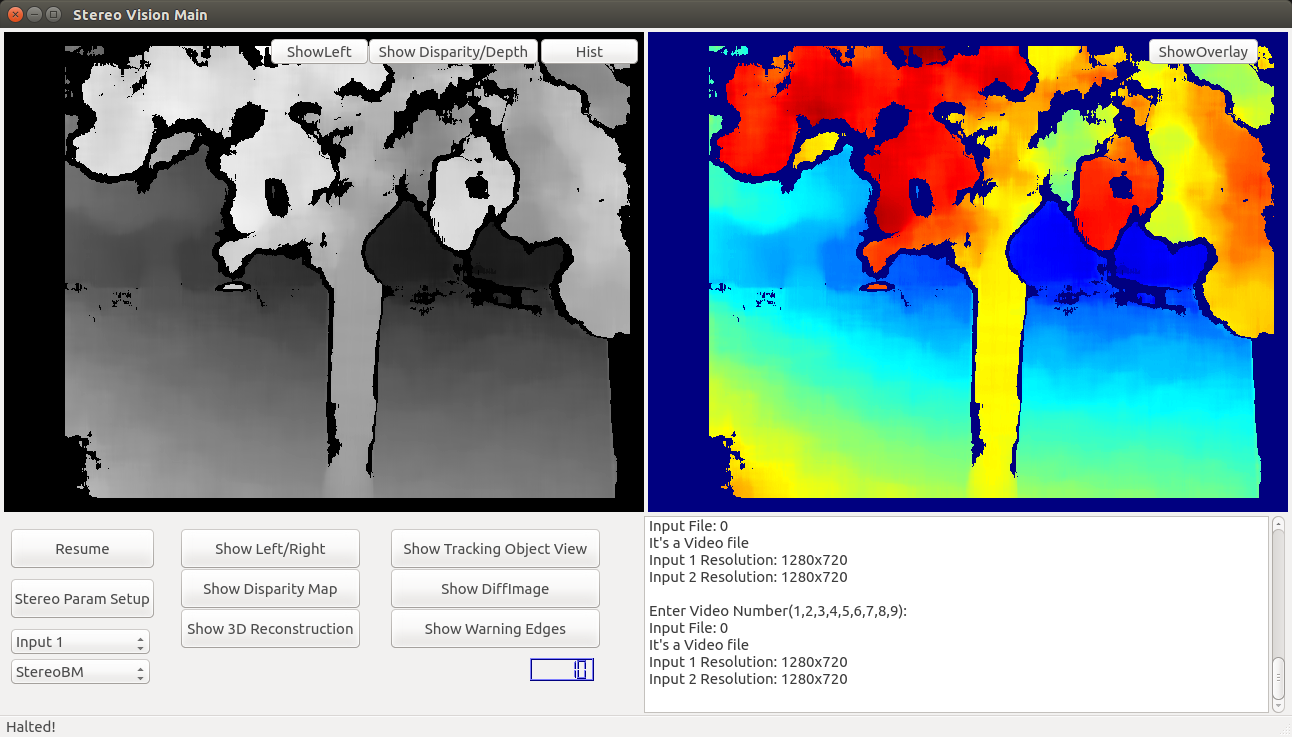 Stereo Vision Main
ShowLeft Show Disparity/Depth Hist ShowOverlay
Resume Show Left/Right Show Tracking Object View
Stereo Param Setup Show Disparity Map Show DiffImage
Input 1 Show 3D Reconstruction Show Warning Edges
StereoBM 10
Input File: 0
It's a Video file
Input 1 Resolution: 1280x720
Input 2 Resolution: 1280x720
Enter Video Number(1,2,3,4,5,6,7,8,9):
Input File: 0
It's a Video file
Input 1 Resolution: 1280x720
Input 2 Resolution: 1280x720
Halted!